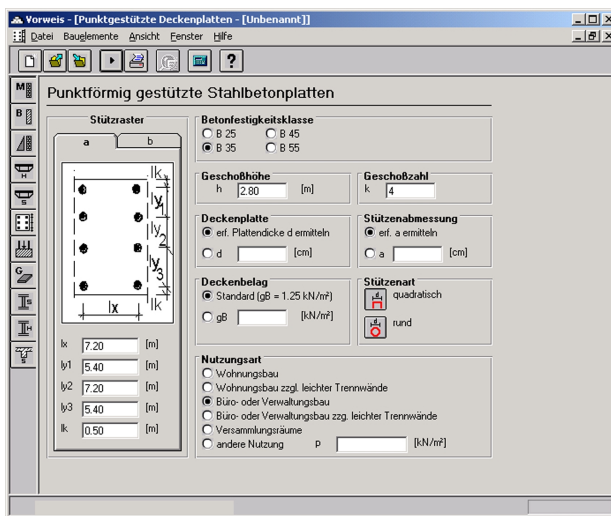 Vorweis - [Punktgestützte Deckenplatten - [Unbenannt]]
Datei Bauelemente Ansicht Fenster Hilfe
Punktförmig gestützte Stahlbetonplatten
Stützraster
a b
lk
ly1
ly2
ly3
lx lk
lx 7.20 [m]
ly1 5.40 [m]
ly2 7.20 [m]
ly3 5.40 [m]
lk 0.50 [m]
Betonfestigkeitsklasse
B 25 B 45
B 35 B 55
Geschoßhöhe
h 2.80 [m]
Geschoßzahl
k 4
Deckenplatte
erf. Plattendicke d ermitteln
d [cm]
Stützenabmessung
erf. a ermitteln
a [cm]
Deckenbelag
Standard (gB = 1.25 kN/m²)
gB [kN/m²]
Stützenart
d quadratisch
d rund
Nutzungsart
Wohnungsbau
Wohnungsbau zzgl. leichter Trennwände
Büro- oder Verwaltungsbau
Büro- oder Verwaltungsbau zzg. leichter Trennwände
Versammlungsräume
andere Nutzung p [kN/m²]
M
B
H
S
G
S
H
S